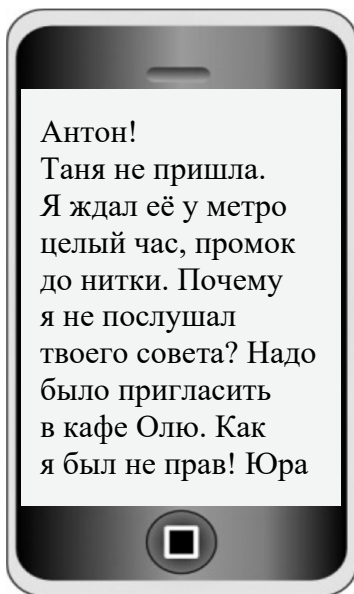 Антон!
Таня не пришла.
Я ждал её у метро
целый час, промок
до нитки. Почему
я не послушал
твоего совета? Надо
было пригласить
в кафе Олю. Как
я был не прав! Юра